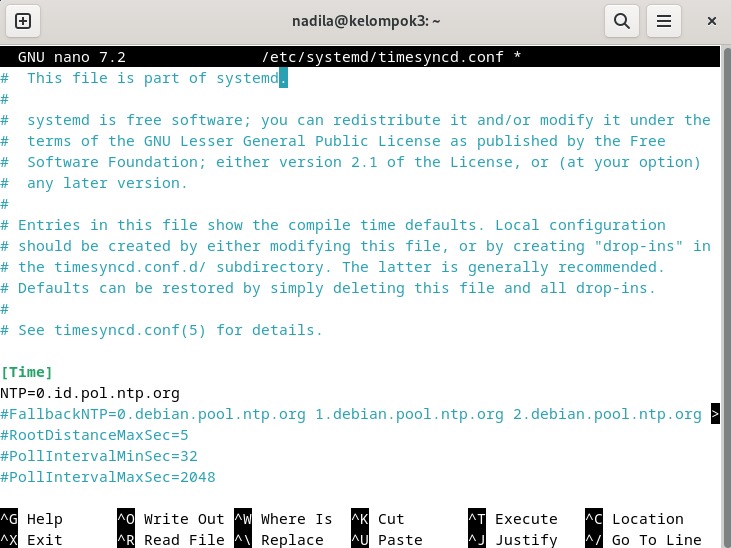 nadila@kelompok3: ~
GNU nano 7.2 /etc/systemd/timesyncd.conf *
#  This file is part of systemd.
#
#  systemd is free software; you can redistribute it and/or modify it under the
#  terms of the GNU Lesser General Public License as published by the Free
#  Software Foundation; either version 2.1 of the License, or (at your option)
#  any later version.
#
# Entries in this file show the compile time defaults. Local configuration
# should be created by either modifying this file, or by creating "drop-ins" in
# the timesyncd.conf.d/ subdirectory. The latter is generally recommended.
# Defaults can be restored by simply deleting this file and all drop-ins.
#
# See timesyncd.conf(5) for details.
[Time]
NTP=0.id.pol.ntp.org
#FallbackNTP=0.debian.pool.ntp.org 1.debian.pool.ntp.org 2.debian.pool.ntp.org >
#RootDistanceMaxSec=5
#PollIntervalMinSec=32
#PollIntervalMaxSec=2048
^G Help ^O Write Out ^W Where Is ^K Cut ^T Execute ^C Location
^X Exit ^R Read File ^\ Replace ^U Paste ^J Justify ^/ Go To Line